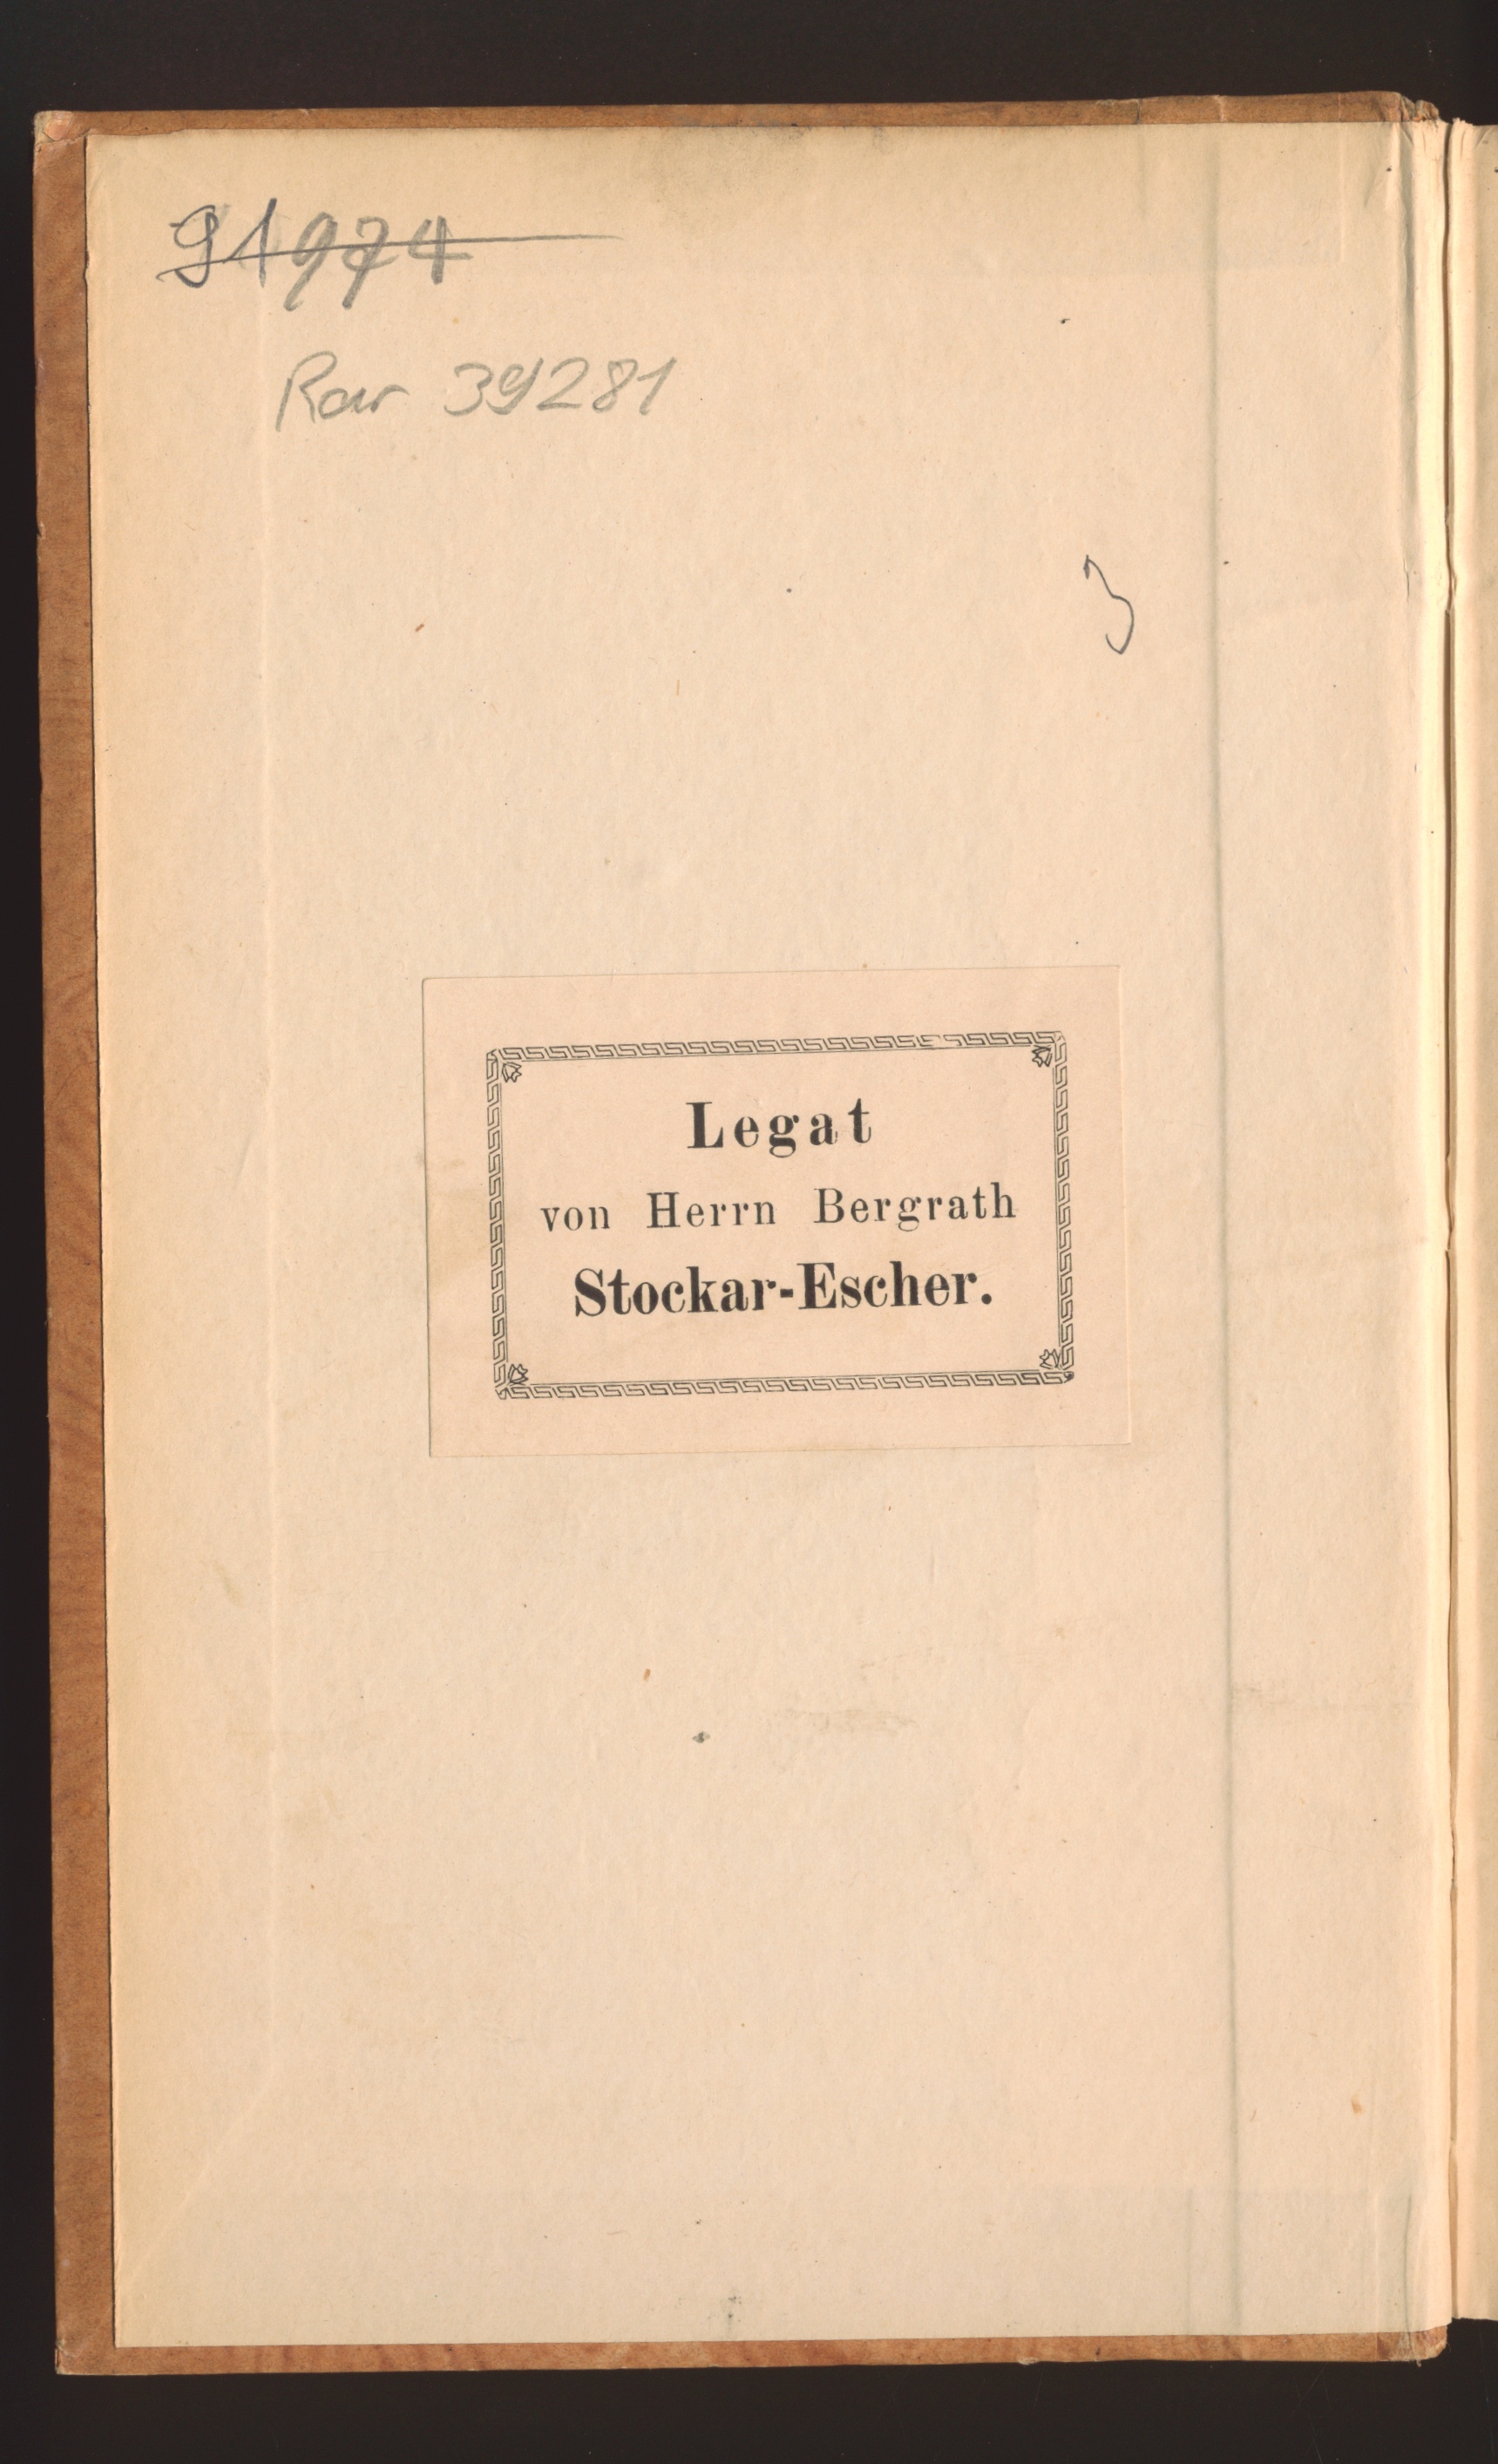 91974
Rar 39281
3
Legat
von Herrn Bergrath
Stockar-Escher.